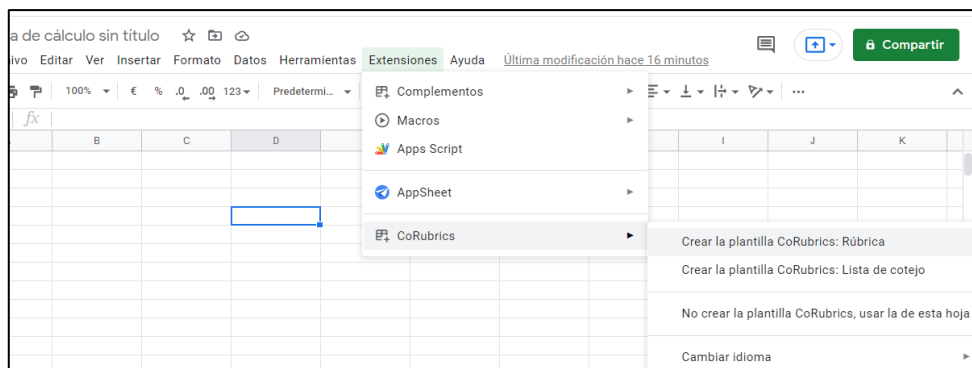 a de cálculo sin título
ivo Editar Ver Insertar Formato Datos Herramientas Extensiones Ayuda Última modificación hace 16 minutos
Compartir
100% € % .0 .00 123 Predetermi...
fx
B C D I J K
Complementos
Macros
Apps Script
AppSheet
CoRubrics
Crear la plantilla CoRubrics: Rúbrica
Crear la plantilla CoRubrics: Lista de cotejo
No crear la plantilla CoRubrics, usar la de esta hoja
Cambiar idioma